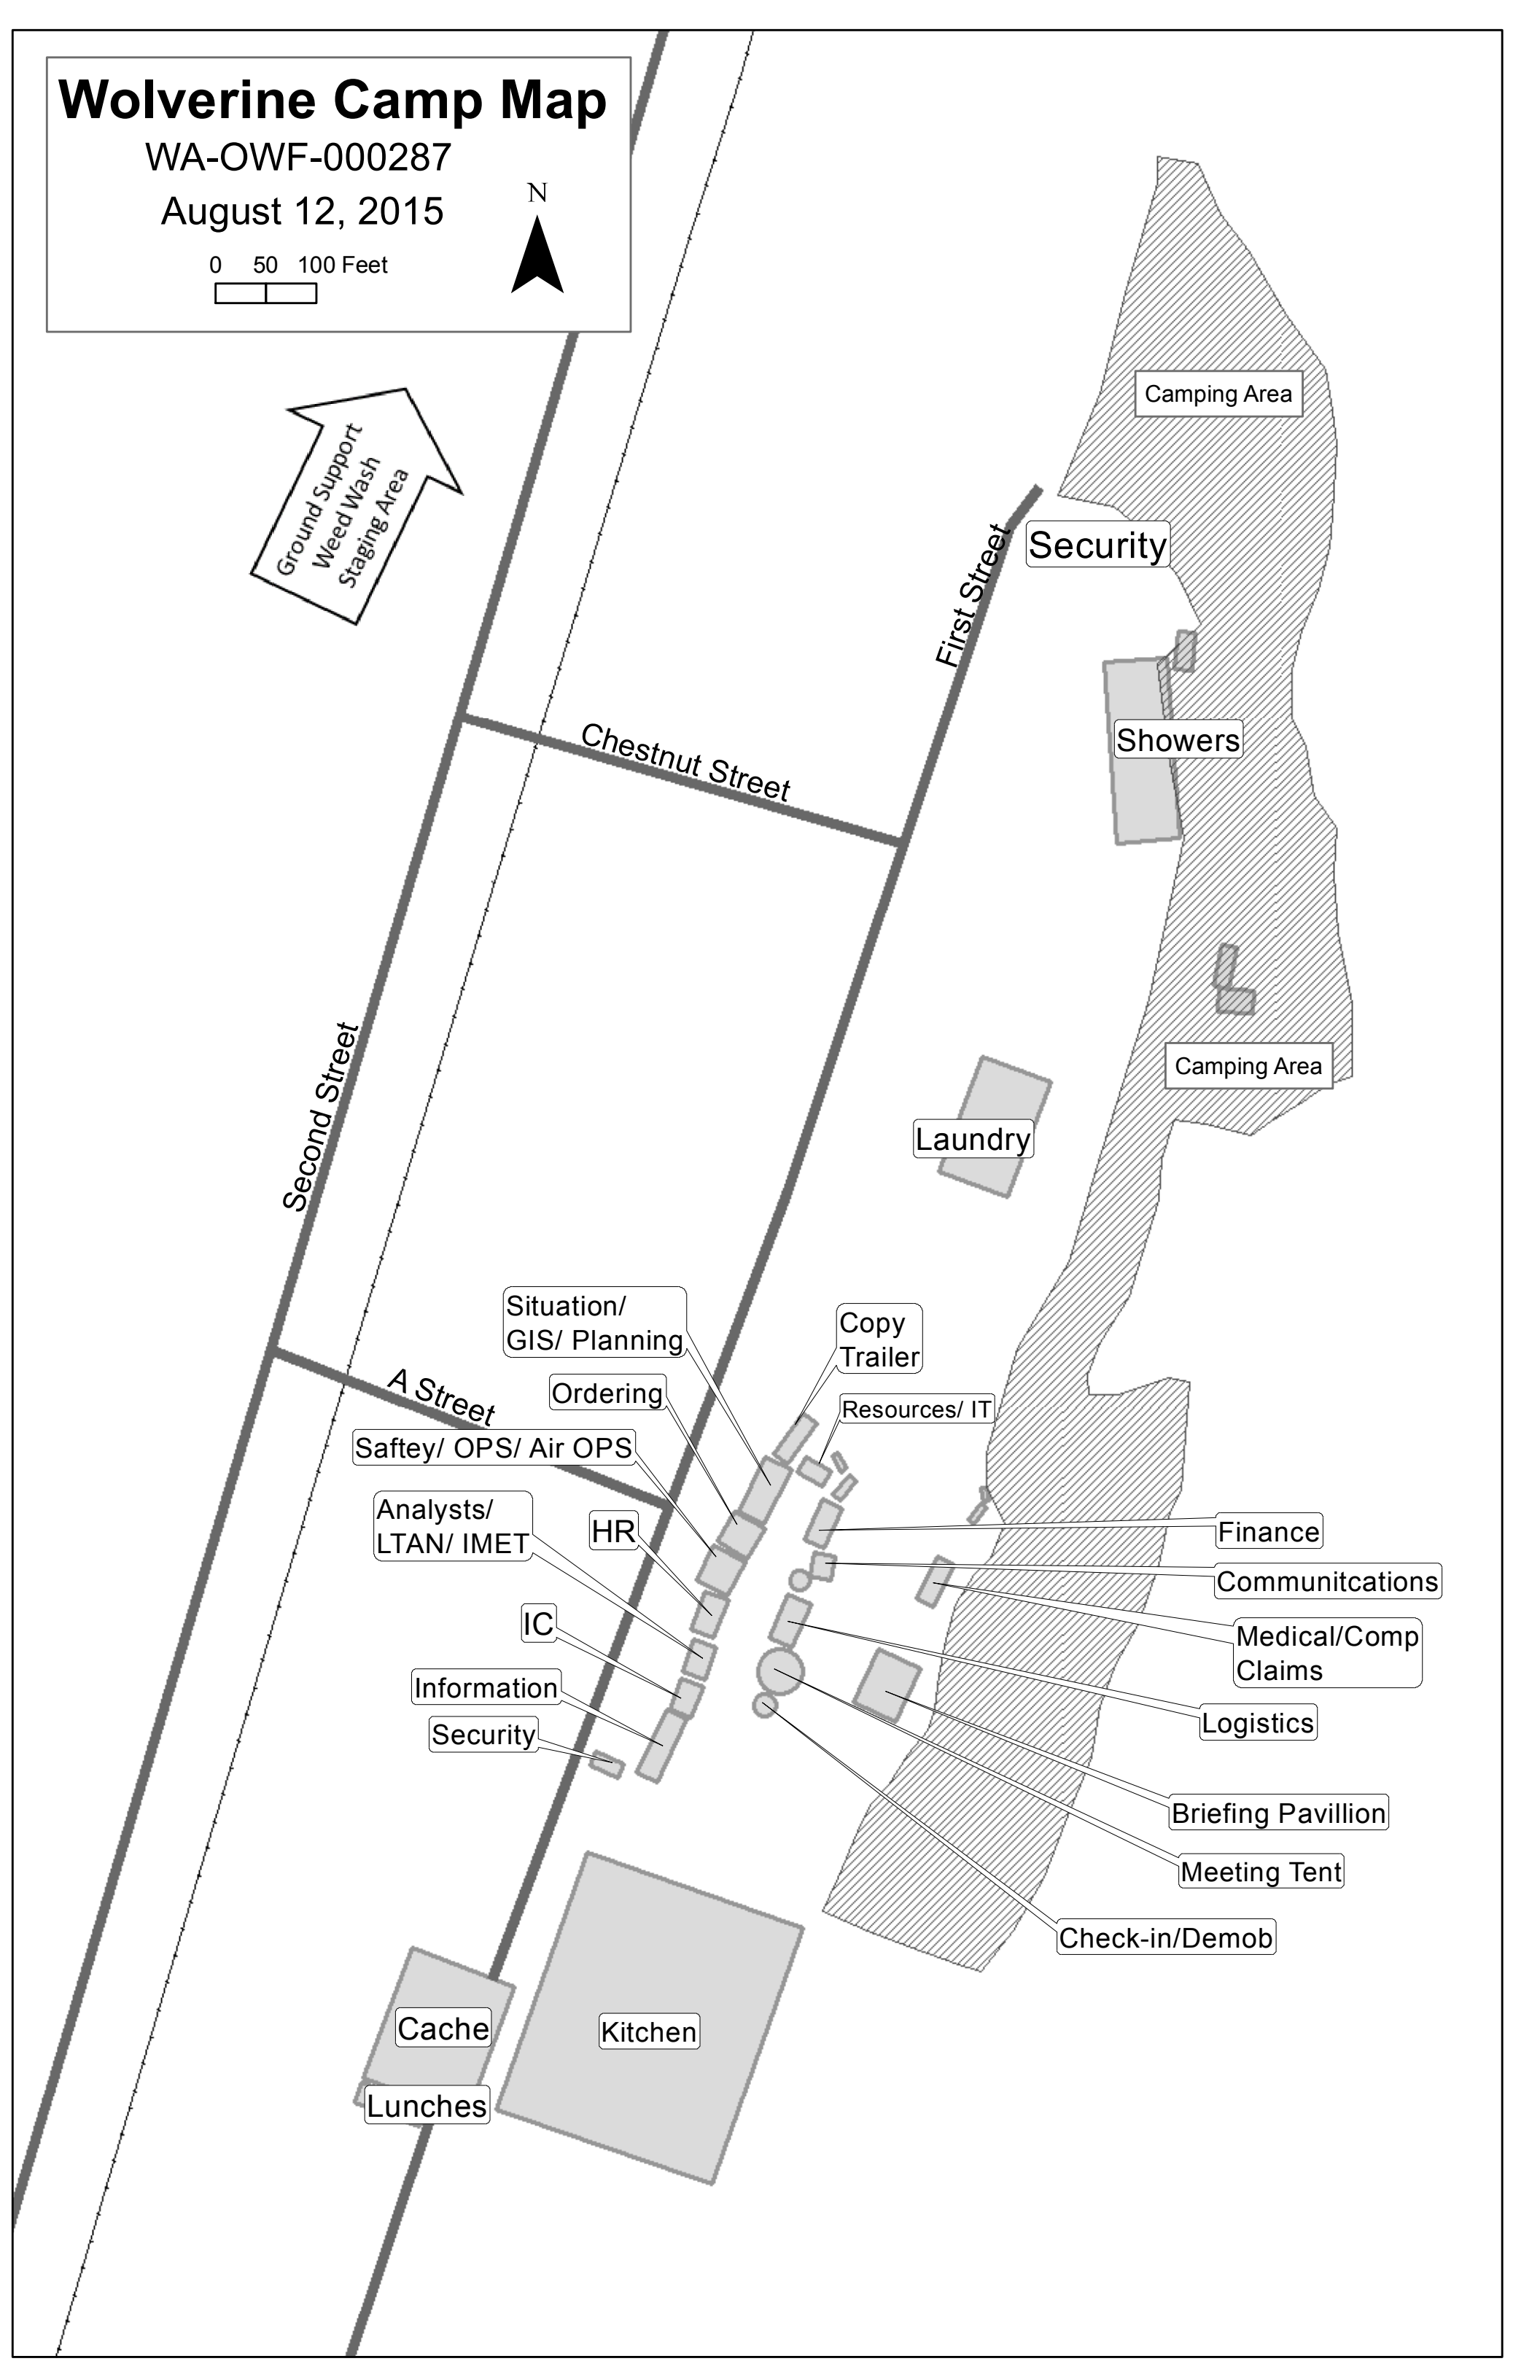 Wolverine Camp Map
WA-OWF-000287
August 12, 2015
N
0 50 100 Feet
Ground Support
Weed Wash
Staging Area
Camping Area
First Street
Security
Chestnut Street
Showers
Second Street
Camping Area
Laundry
Situation/
GIS/ Planning
Copy
Trailer
A Street
Ordering
Resources/ IT
Saftey/ OPS/ Air OPS
Analysts/
LTAN/ IMET
HR
Finance
Communitcations
IC
Medical/Comp
Claims
Information
Logistics
Security
Briefing Pavillion
Meeting Tent
Check-in/Demob
Cache
Kitchen
Lunches